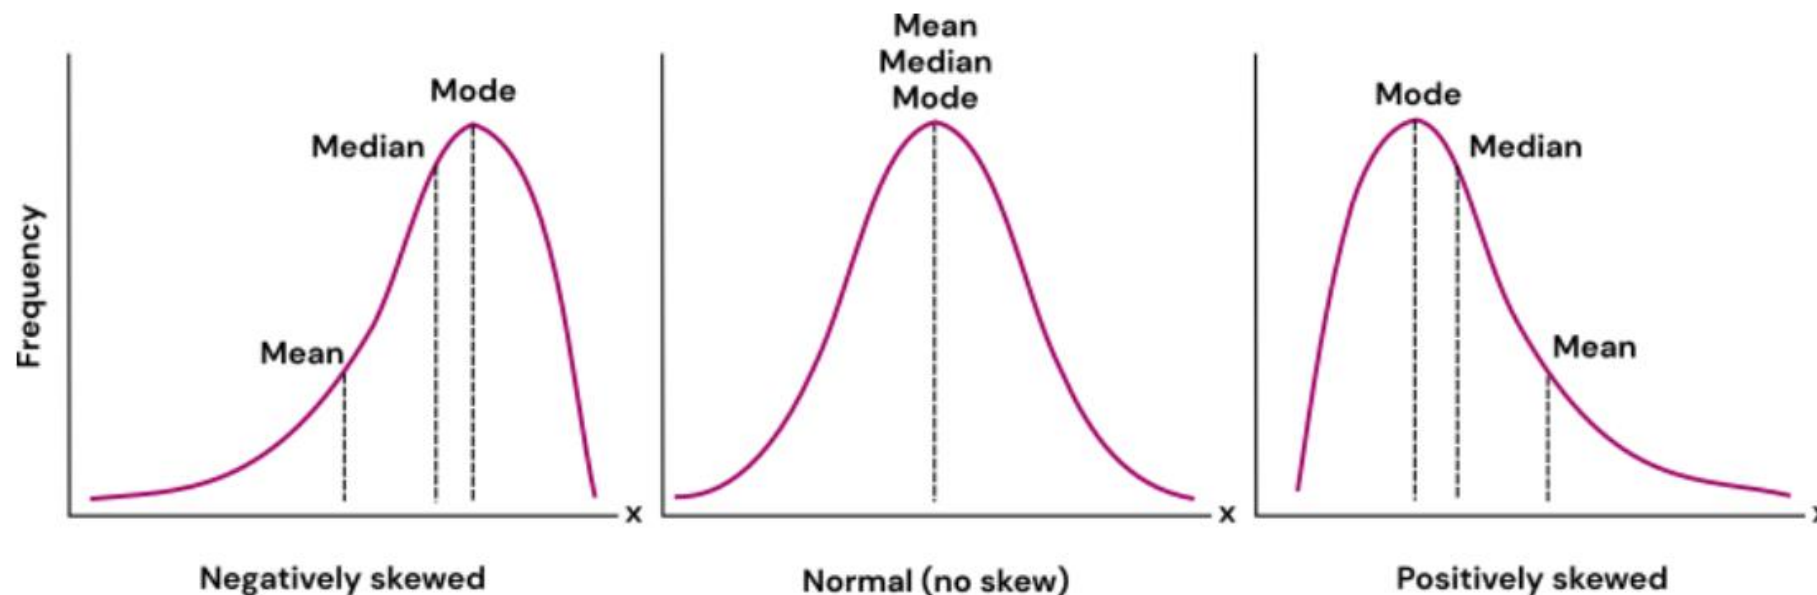 Frequency
Mean
Median
Mode
x
Negatively skewed
Mean
Median
Mode
x
Normal (no skew)
Mode
Median
Mean
x
Positively skewed